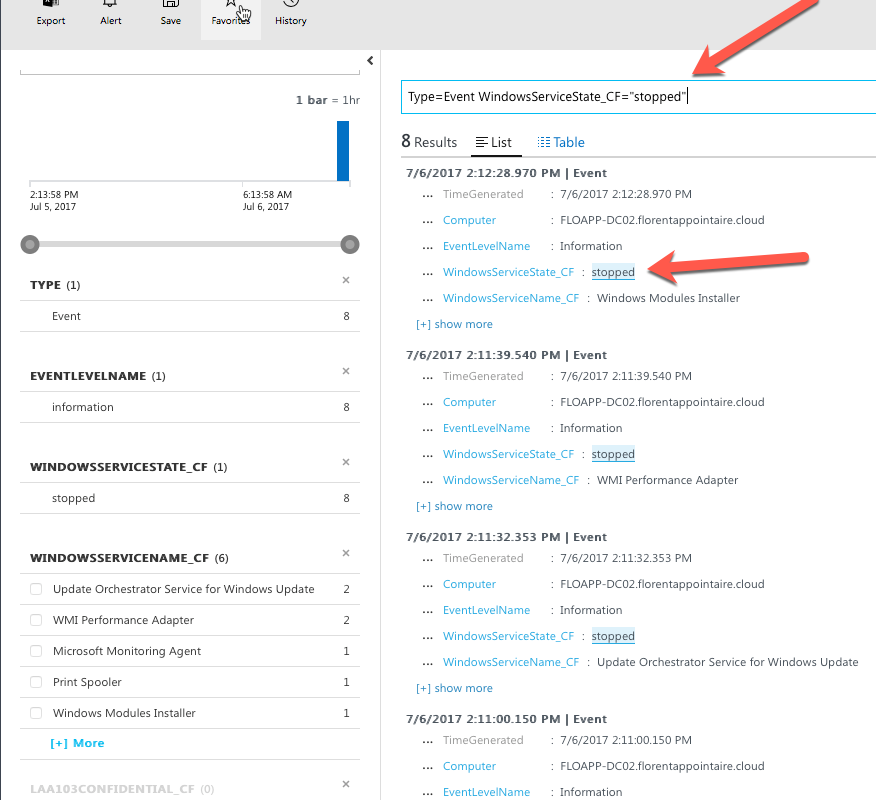 Export Alert Save Favorites History
1 bar = 1hr
2:13:58 PM 6:13:58 AM
Jul 5, 2017 Jul 6, 2017
TYPE (1)
Event 8
EVENTLEVELNAME (1)
information 8
WINDOWSSERVICESTATE_CF (1)
stopped 8
WINDOWSSERVICENAME_CF (6)
Update Orchestrator Service for Windows Update 2
WMI Performance Adapter 2
Microsoft Monitoring Agent 1
Print Spooler 1
Windows Modules Installer 1
[+] More
LAA103CONFIDENTIAL_CF (0)
Type=Event WindowsServiceState_CF="stopped"
8 Results List Table
7/6/2017 2:12:28.970 PM | Event
... TimeGenerated : 7/6/2017 2:12:28.970 PM
... Computer : FLOAPP-DC02.florentappointaire.cloud
... EventLevelName : Information
... WindowsServiceState_CF : stopped
... WindowsServiceName_CF : Windows Modules Installer
[+] show more
7/6/2017 2:11:39.540 PM | Event
... TimeGenerated : 7/6/2017 2:11:39.540 PM
... Computer : FLOAPP-DC02.florentappointaire.cloud
... EventLevelName : Information
... WindowsServiceState_CF : stopped
... WindowsServiceName_CF : WMI Performance Adapter
[+] show more
7/6/2017 2:11:32.353 PM | Event
... TimeGenerated : 7/6/2017 2:11:32.353 PM
... Computer : FLOAPP-DC02.florentappointaire.cloud
... EventLevelName : Information
... WindowsServiceState_CF : stopped
... WindowsServiceName_CF : Update Orchestrator Service for Windows Update
[+] show more
7/6/2017 2:11:00.150 PM | Event
... TimeGenerated : 7/6/2017 2:11:00.150 PM
... Computer : FLOAPP-DC02.florentappointaire.cloud
... EventLevelName : Information